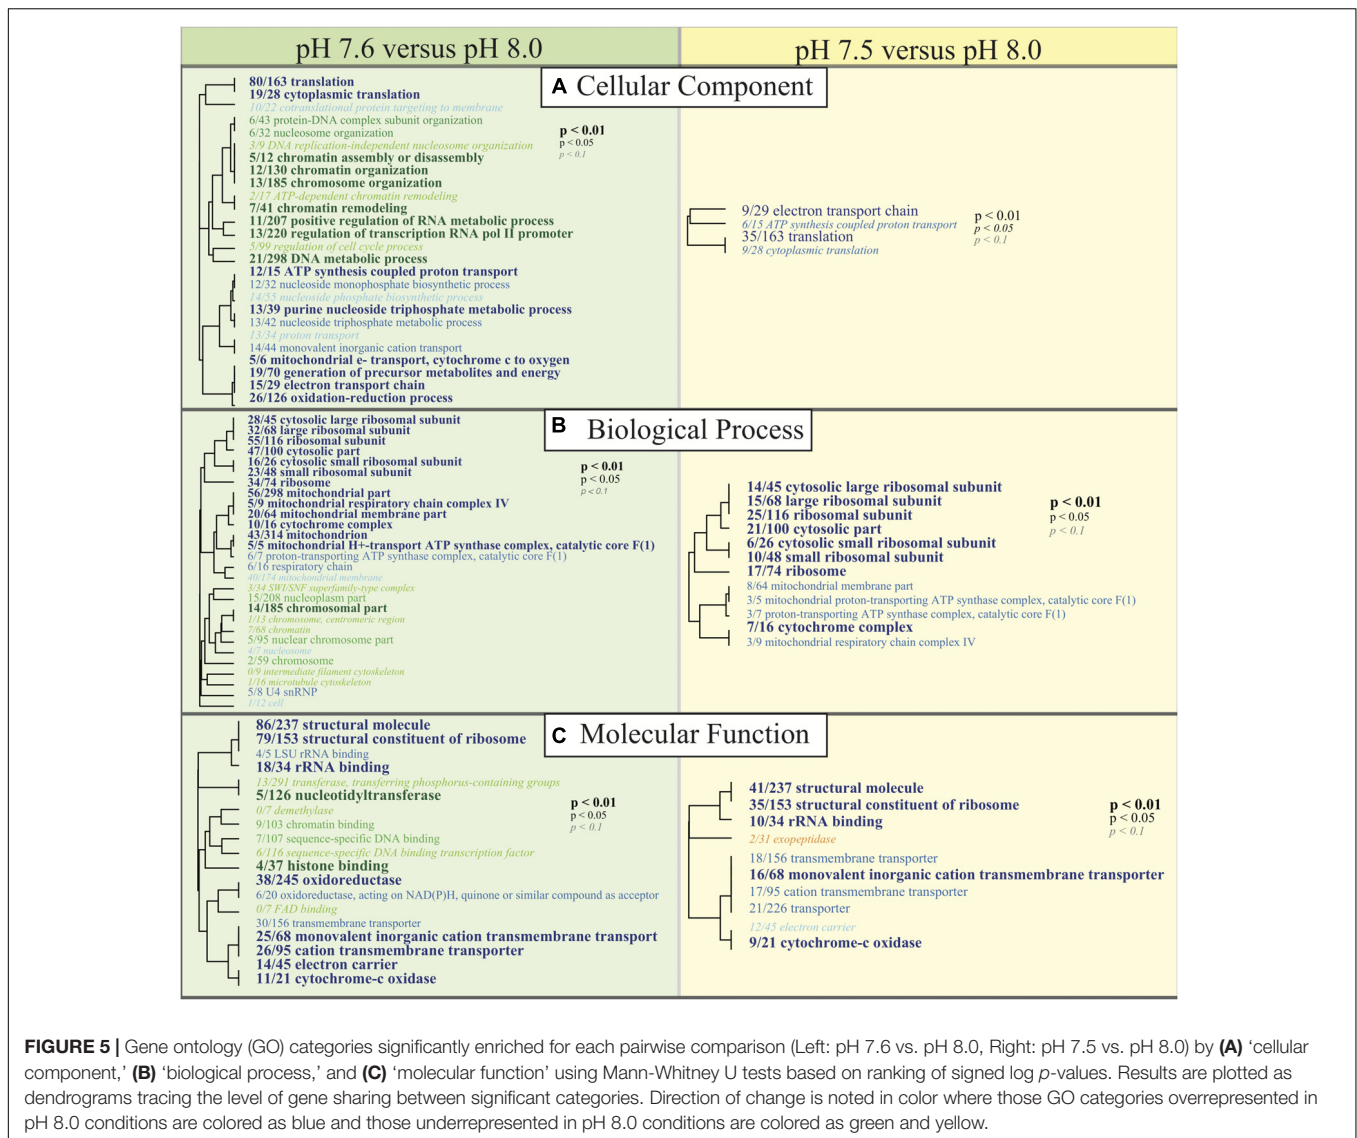 pH 7.6 versus pH 8.0
pH 7.5 versus pH 8.0
A Cellular Component
80/163 translation
19/28 cytoplasmic translation
10/22 cotranslational protein targeting to membrane
6/43 protein-DNA complex subunit organization
6/32 nucleosome organization
3/9 DNA replication-independent nucleosome organization
5/12 chromatin assembly or disassembly
12/130 chromatin organization
13/185 chromosome organization
2/17 ATP-dependent chromatin remodeling
7/41 chromatin remodeling
11/207 positive regulation of RNA metabolic process
13/220 regulation of transcription RNA pol II promoter
5/99 regulation of cell cycle process
21/298 DNA metabolic process
12/15 ATP synthesis coupled proton transport
12/32 nucleoside monophosphate biosynthetic process
14/55 nucleoside phosphate biosynthetic process
13/39 purine nucleoside triphosphate metabolic process
13/42 nucleoside triphosphate metabolic process
13/34 proton transport
14/44 monovalent inorganic cation transport
5/6 mitochondrial e- transport, cytochrome c to oxygen
19/70 generation of precursor metabolites and energy
15/29 electron transport chain
26/126 oxidation-reduction process
p < 0.01
p < 0.05
p < 0.1
9/29 electron transport chain
6/15 ATP synthesis coupled proton transport
35/163 translation
9/28 cytoplasmic translation
p < 0.01
p < 0.05
p < 0.1
B Biological Process
28/45 cytosolic large ribosomal subunit
32/68 large ribosomal subunit
55/116 ribosomal subunit
47/100 cytosolic part
16/26 cytosolic small ribosomal subunit
23/48 small ribosomal subunit
34/74 ribosome
56/298 mitochondrial part
5/9 mitochondrial respiratory chain complex IV
20/64 mitochondrial membrane part
10/16 cytochrome complex
43/314 mitochondrion
5/5 mitochondrial H+-transport ATP synthase complex, catalytic core F(1)
6/7 proton-transporting ATP synthase complex, catalytic core F(1)
6/16 respiratory chain
40/174 mitochondrial membrane
3/34 SWI/SNF superfamily-type complex
15/208 nucleoplasm part
14/185 chromosomal part
1/13 chromosome, centromeric region
7/68 chromatin
5/95 nuclear chromosome part
4/7 nucleosome
2/59 chromosome
0/9 intermediate filament cytoskeleton
1/16 microtubule cytoskeleton
5/8 U4 snRNP
1/12 cell
p < 0.01
p < 0.05
p < 0.1
14/45 cytosolic large ribosomal subunit
15/68 large ribosomal subunit
25/116 ribosomal subunit
21/100 cytosolic part
6/26 cytosolic small ribosomal subunit
10/48 small ribosomal subunit
17/74 ribosome
8/64 mitochondrial membrane part
3/5 mitochondrial proton-transporting ATP synthase complex, catalytic core F(1)
3/7 proton-transporting ATP synthase complex, catalytic core F(1)
7/16 cytochrome complex
3/9 mitochondrial respiratory chain complex IV
p < 0.01
p < 0.05
p < 0.1
C Molecular Function
86/237 structural molecule
79/153 structural constituent of ribosome
4/5 LSU rRNA binding
18/34 rRNA binding
13/291 transferase, transferring phosphorus-containing groups
5/126 nucleotidyltransferase
0/7 demethylase
9/103 chromatin binding
7/107 sequence-specific DNA binding
6/116 sequence-specific DNA binding transcription factor
4/37 histone binding
38/245 oxidoreductase
6/20 oxidoreductase, acting on NAD(P)H, quinone or similar compound as acceptor
0/7 FAD binding
30/156 transmembrane transporter
25/68 monovalent inorganic cation transmembrane transport
26/95 cation transmembrane transporter
14/45 electron carrier
11/21 cytochrome-c oxidase
p < 0.01
p < 0.05
p < 0.1
41/237 structural molecule
35/153 structural constituent of ribosome
10/34 rRNA binding
2/31 exopeptidase
18/156 transmembrane transporter
16/68 monovalent inorganic cation transmembrane transporter
17/95 cation transmembrane transporter
21/226 transporter
12/45 electron carrier
9/21 cytochrome-c oxidase
p < 0.01
p < 0.05
p < 0.1
FIGURE 5 | Gene ontology (GO) categories significantly enriched for each pairwise comparison (Left: pH 7.6 vs. pH 8.0, Right: pH 7.5 vs. pH 8.0) by (A) ‘cellular
component,’ (B) ‘biological process,’ and (C) ‘molecular function’ using Mann-Whitney U tests based on ranking of signed log p-values. Results are plotted as
dendrograms tracing the level of gene sharing between significant categories. Direction of change is noted in color where those GO categories overrepresented in
pH 8.0 conditions are colored as blue and those underrepresented in pH 8.0 conditions are colored as green and yellow.